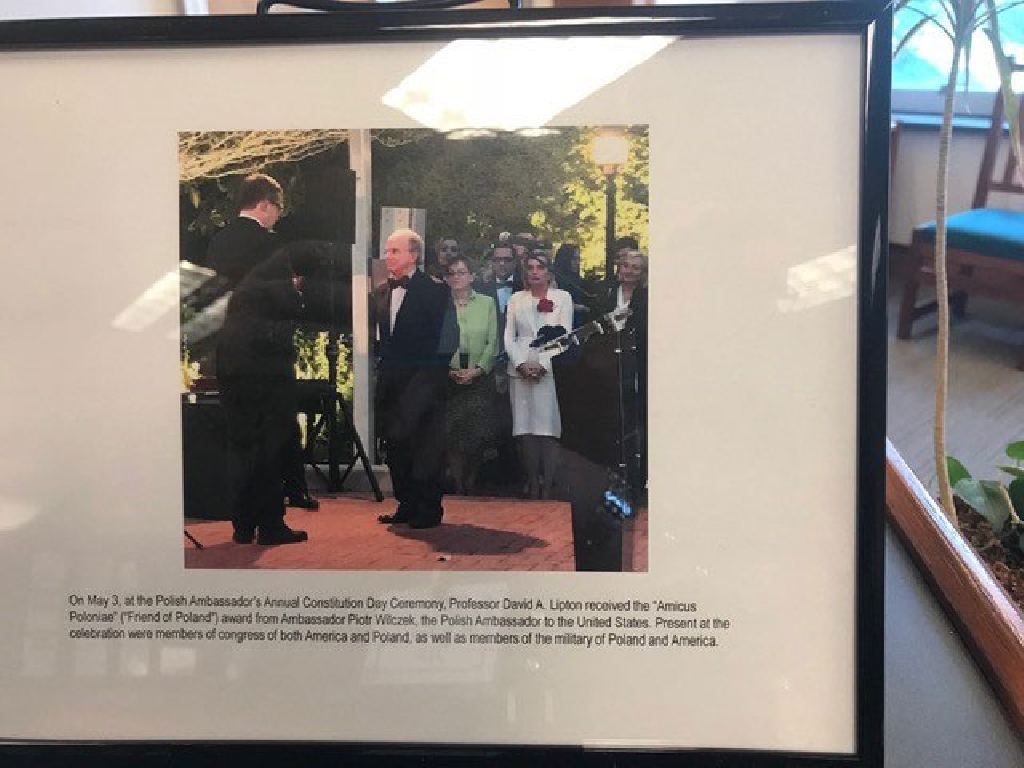 On May 3, at the Polish Ambassador's Annual Constitution Day Ceremony, Professor David A. Lipton received the "Amicus
Poloniae" ("Friend of Poland") award from Ambassador Piotr Wilczek, the Polish Ambassador to the United States. Present at the
celebration were members of congress of both America and Poland, as well as members of the military of Poland and America.